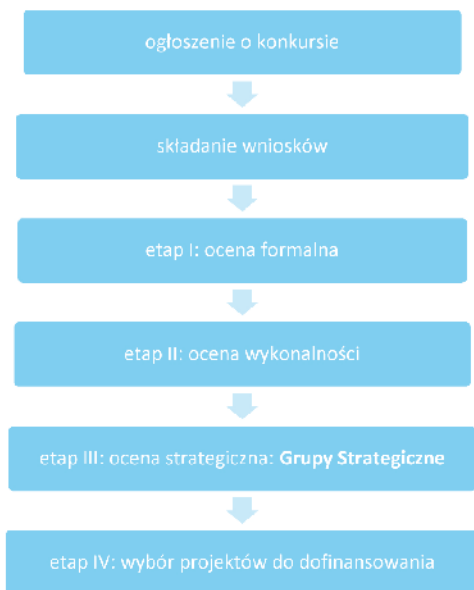 ogłoszenie o konkursie
składanie wniosków
etap I: ocena formalna
etap II: ocena wykonalności
etap III: ocena strategiczna: Grupy Strategiczne
etap IV: wybór projektów do dofinansowania